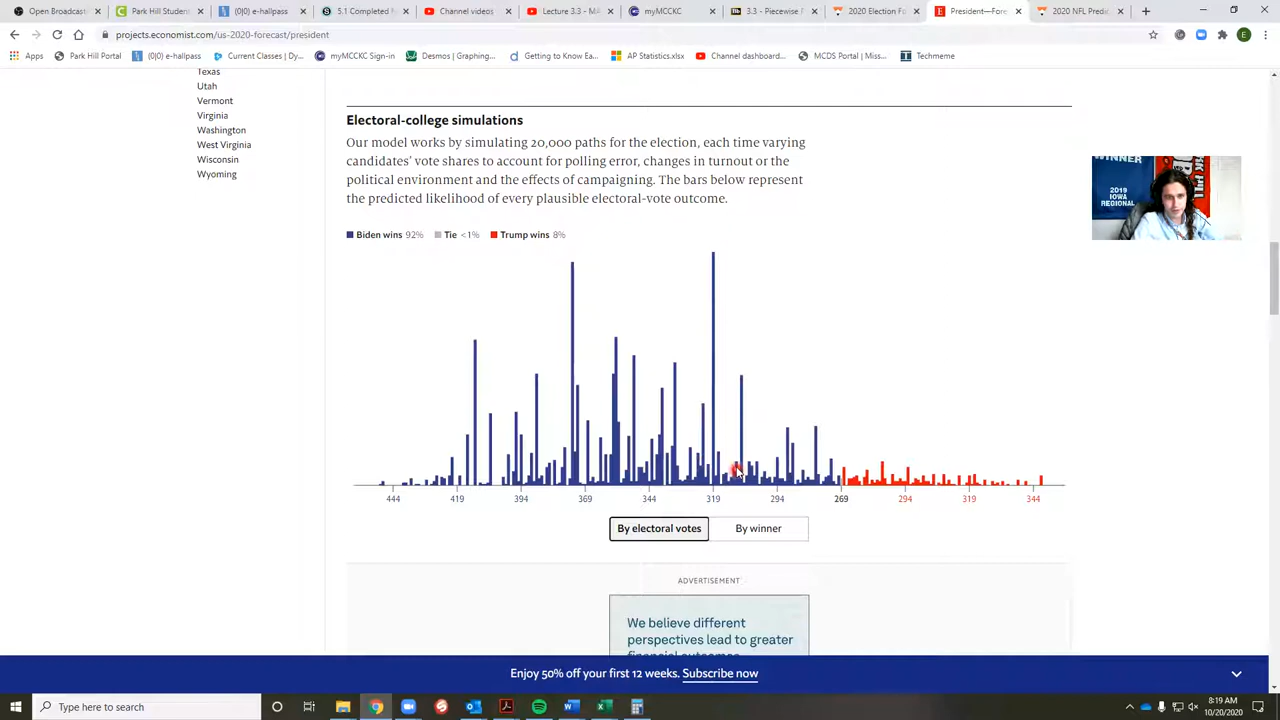 Open Broadcast
Park Hill Studen
(0|0) e-hallpass
5.1 Completed
Channel videos
Lecture 3.3 - M
myMCCKC
3.3 - Piecewise
2020 Election F
President—Fore
2020 NFL Predi
projects.economist.com/us-2020-forecast/president
Apps
Park Hill Portal
(0|0) e-hallpass
Current Classes | Dy...
myMCCKC Sign-in
Desmos | Graphing...
Getting to Know Ea...
AP Statistics.xlsx
Channel dashboard...
MCDS Portal | Miss...
Techmeme
E
Texas
Utah
Vermont
Virginia
Washington
West Virginia
Wisconsin
Wyoming
Electoral-college simulations
Our model works by simulating 20,000 paths for the election, each time varying
candidates' vote shares to account for polling error, changes in turnout or the
political environment and the effects of campaigning. The bars below represent
the predicted likelihood of every plausible electoral-vote outcome.
Biden wins 92% Tie <1% Trump wins 8%
WINNER
2019
IOWA
REGIONAL
444 419 394 369 344 319 294 269 294 319 344
By electoral votes By winner
ADVERTISEMENT
We believe different
perspectives lead to greater
financial outcomes
Enjoy 50% off your first 12 weeks. Subscribe now
Type here to search
8:19 AM
10/20/2020